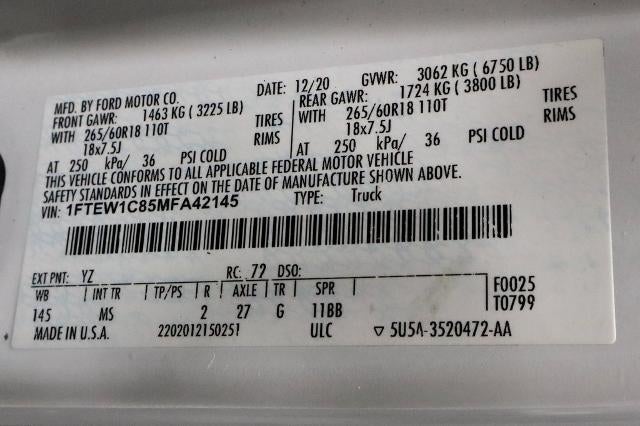 MFD. BY FORD MOTOR CO. DATE: 12/20 GVWR: 3062 KG ( 6750 LB)
FRONT GAWR: 1463 KG ( 3225 LB) REAR GAWR: 1724 KG ( 3800 LB)
WITH 265/60R18 110T TIRES WITH 265/60R18 110T TIRES
18x7.5J RIMS 18x7.5J RIMS
AT 250 kPa/ 36 PSI COLD AT 250 kPa/ 36 PSI COLD
THIS VEHICLE CONFORMS TO ALL APPLICABLE FEDERAL MOTOR VEHICLE
SAFETY STANDARDS IN EFFECT ON THE DATE OF MANUFACTURE SHOWN ABOVE.
VIN: 1FTEW1C85MFA42145 TYPE: Truck
EXT PNT: YZ RC: 72 DSO: F0025
WB INT TR TP/PS R AXLE TR SPR T0799
145 MS 2 27 G 11BB
MADE IN U.S.A. 2202012150251 ULC ▽ 5U5A-3520472-AA